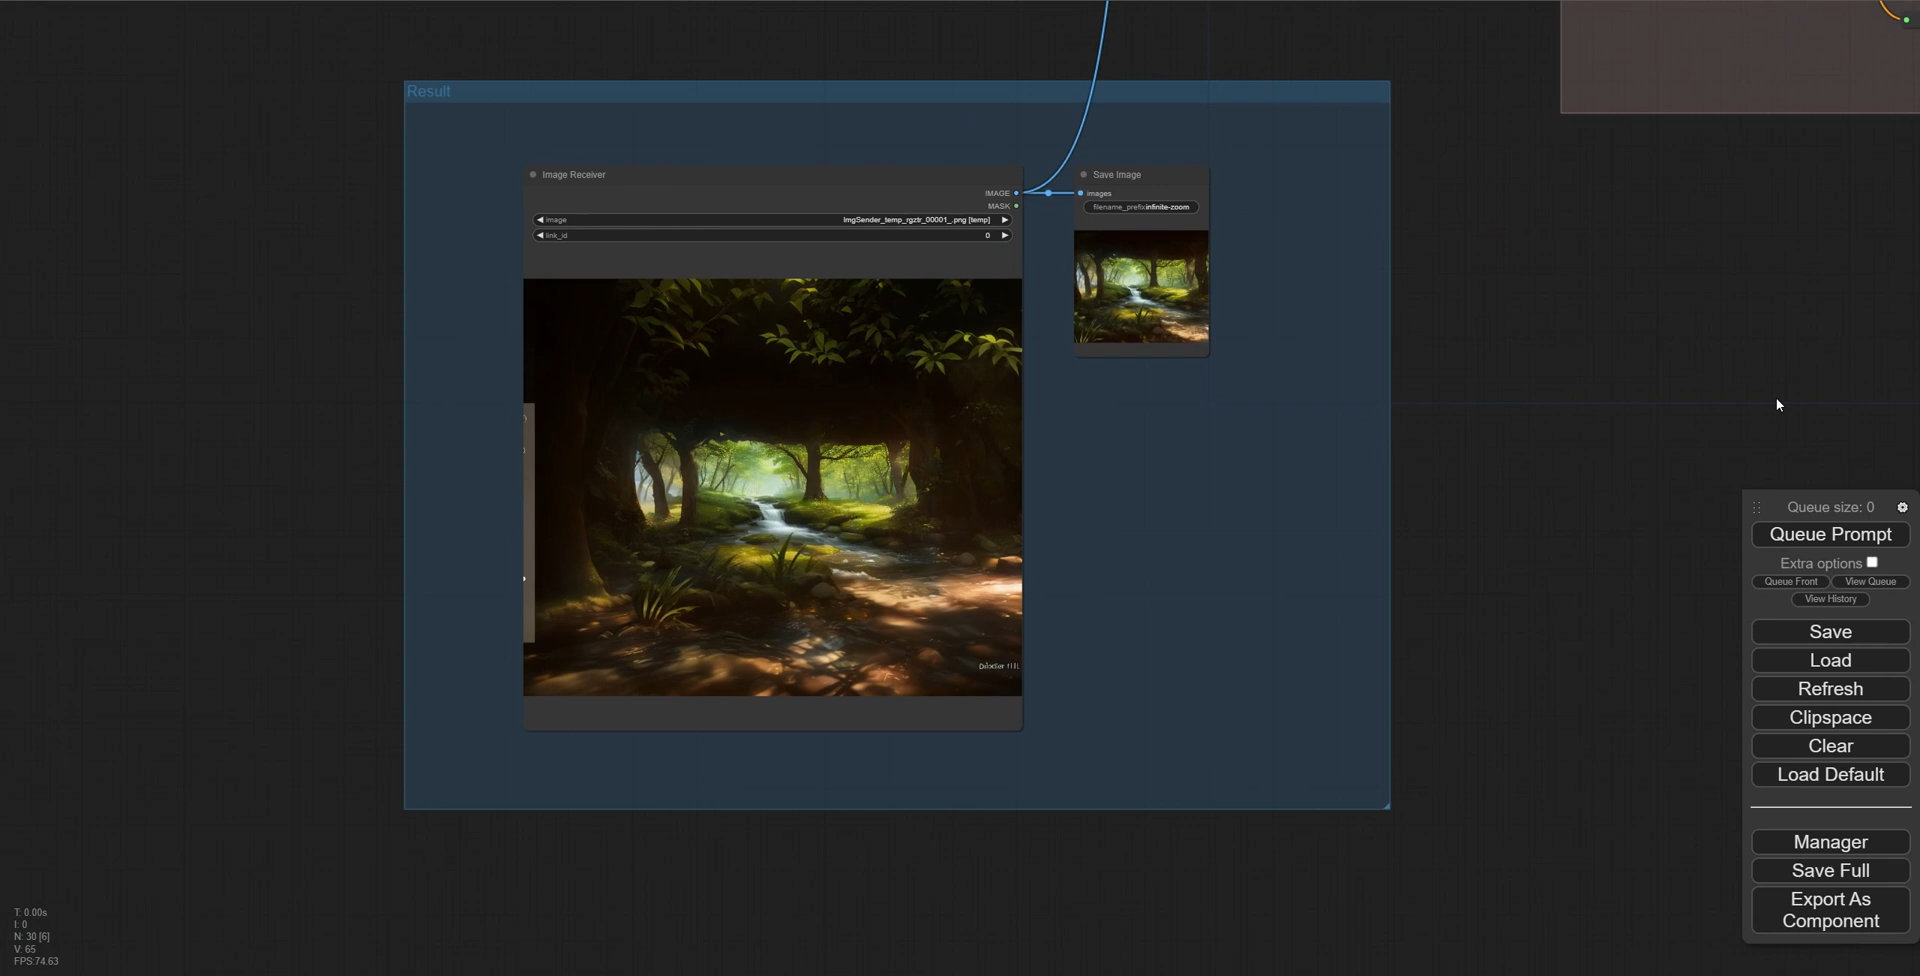 Result
Image Receiver
IMAGE
MASK
image ImgSender_temp_rgztr_00001_.png [temp]
link_id 0
Save Image
images
filename_prefix infinite-zoom
Queue size: 0
Queue Prompt
Extra options
Queue Front View Queue
View History
Save
Load
Refresh
Clipspace
Clear
Load Default
Manager
Save Full
Export As
Component
T: 0.00s
I: 0
N: 30 [6]
V: 65
FPS:74.63